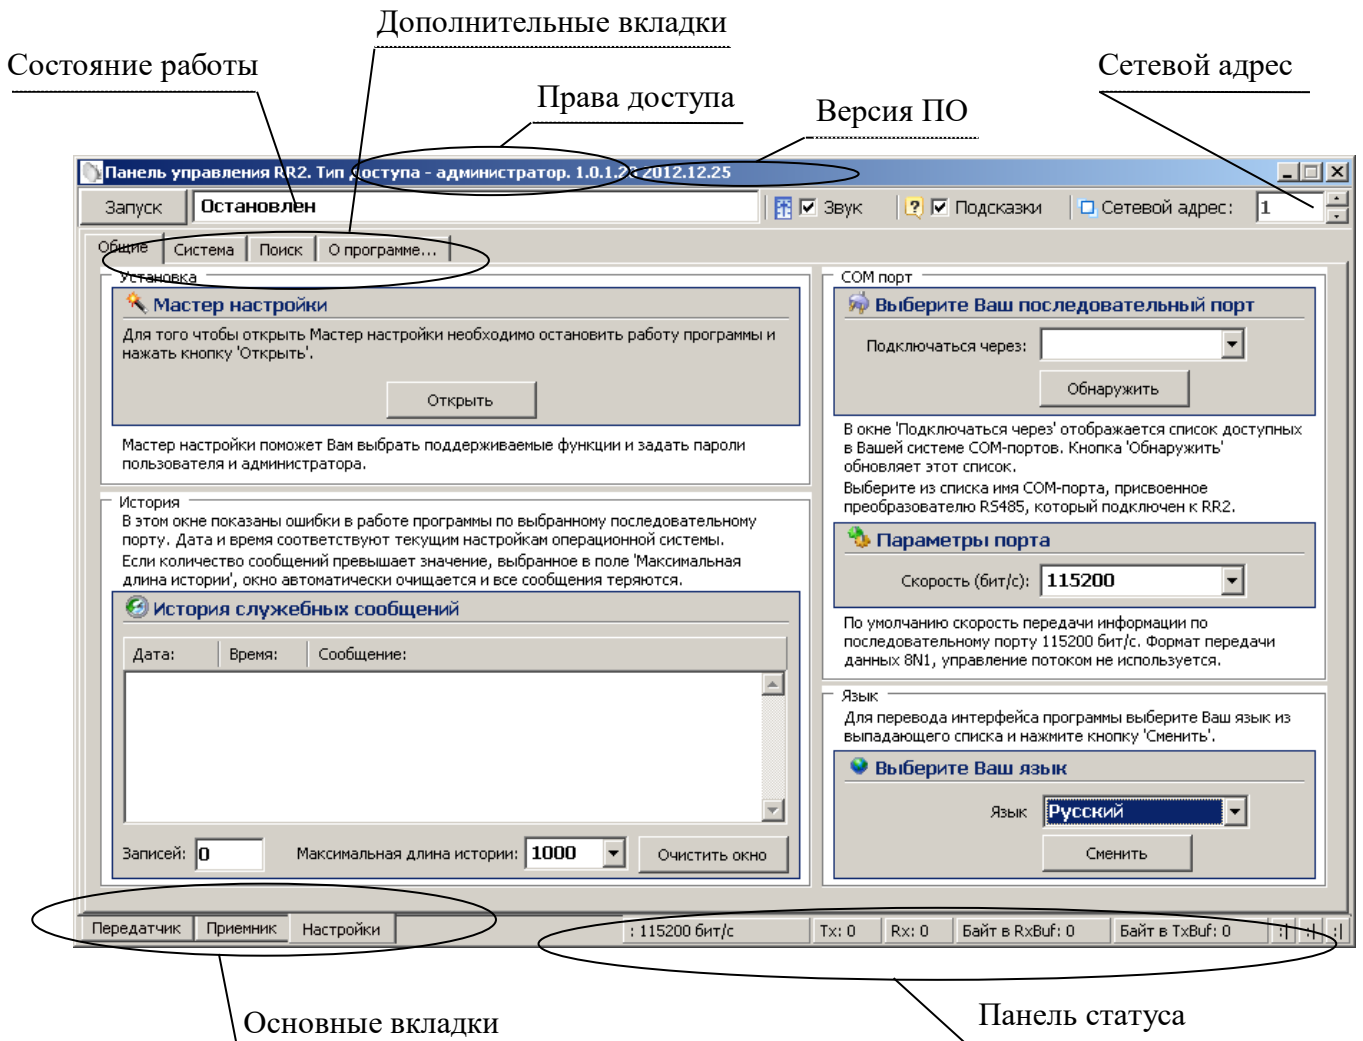 Дополнительные вкладки
Состояние работы
Сетевой адрес
Права доступа
Версия ПО
Панель управления RR2. Тип доступа - администратор. 1.0.1.2 2012.12.25
Запуск
Остановлен
Звук
Подсказки
Сетевой адрес:
1
Общие
Система
Поиск
О программе...
Установка
Мастер настройки
Для того чтобы открыть Мастер настройки необходимо остановить работу программы и
нажать кнопку 'Открыть'.
Открыть
Мастер настройки поможет Вам выбрать поддерживаемые функции и задать пароли
пользователя и администратора.
История
В этом окне показаны ошибки в работе программы по выбранному последовательному
порту. Дата и время соответствуют текущим настройкам операционной системы.
Если количество сообщений превышает значение, выбранное в поле 'Максимальная
длина истории', окно автоматически очищается и все сообщения теряются.
История служебных сообщений
Дата:
Время:
Сообщение:
Записей: 0
Максимальная длина истории: 1000
Очистить окно
COM порт
Выберите Ваш последовательный порт
Подключаться через:
Обнаружить
В окне 'Подключаться через' отображается список доступных
в Вашей системе COM-портов. Кнопка 'Обнаружить'
обновляет этот список.
Выберите из списка имя COM-порта, присвоенное
преобразователю RS485, который подключен к RR2.
Параметры порта
Скорость (бит/с): 115200
По умолчанию скорость передачи информации по
последовательному порту 115200 бит/с. Формат передачи
данных 8N1, управление потоком не используется.
Язык
Для перевода интерфейса программы выберите Ваш язык из
выпадающего списка и нажмите кнопку 'Сменить'.
Выберите Ваш язык
Язык
Русский
Сменить
Передатчик
Приемник
Настройки
: 115200 бит/с
Tx: 0
Rx: 0
Байт в RxBuf: 0
Байт в TxBuf: 0
:|
:|
:|
Основные вкладки
Панель статуса